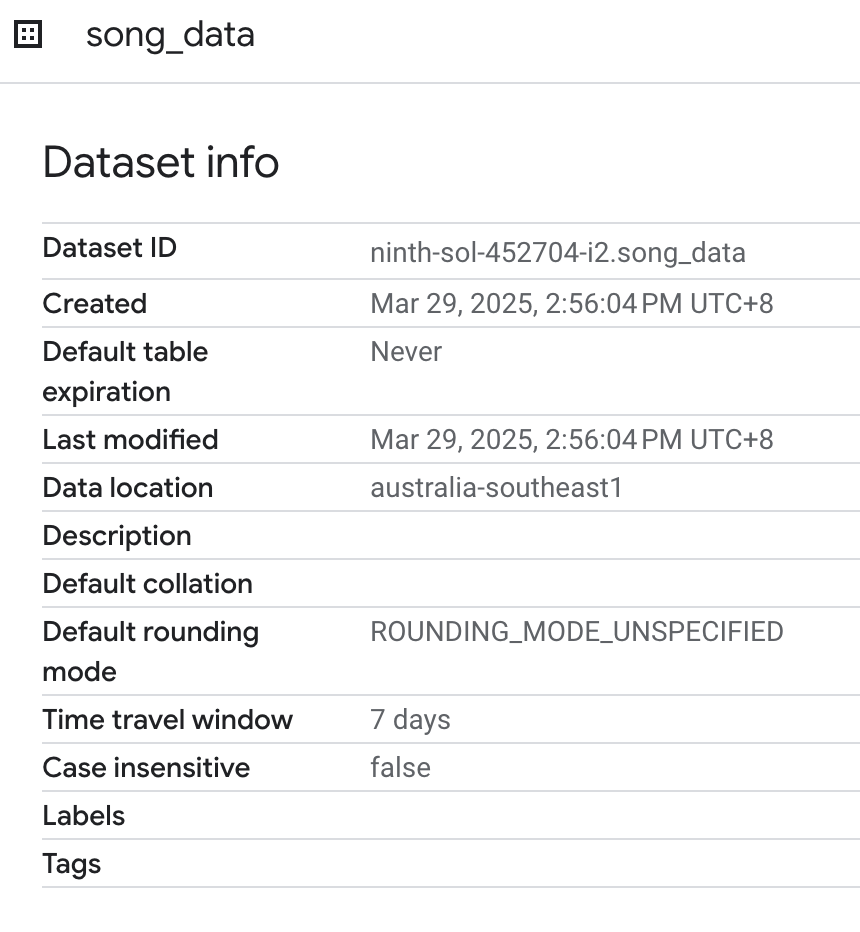 song_data
Dataset info
Dataset ID ninth-sol-452704-i2.song_data
Created Mar 29, 2025, 2:56:04 PM UTC+8
Default table expiration Never
Last modified Mar 29, 2025, 2:56:04 PM UTC+8
Data location australia-southeast1
Description
Default collation
Default rounding mode ROUNDING_MODE_UNSPECIFIED
Time travel window 7 days
Case insensitive false
Labels
Tags